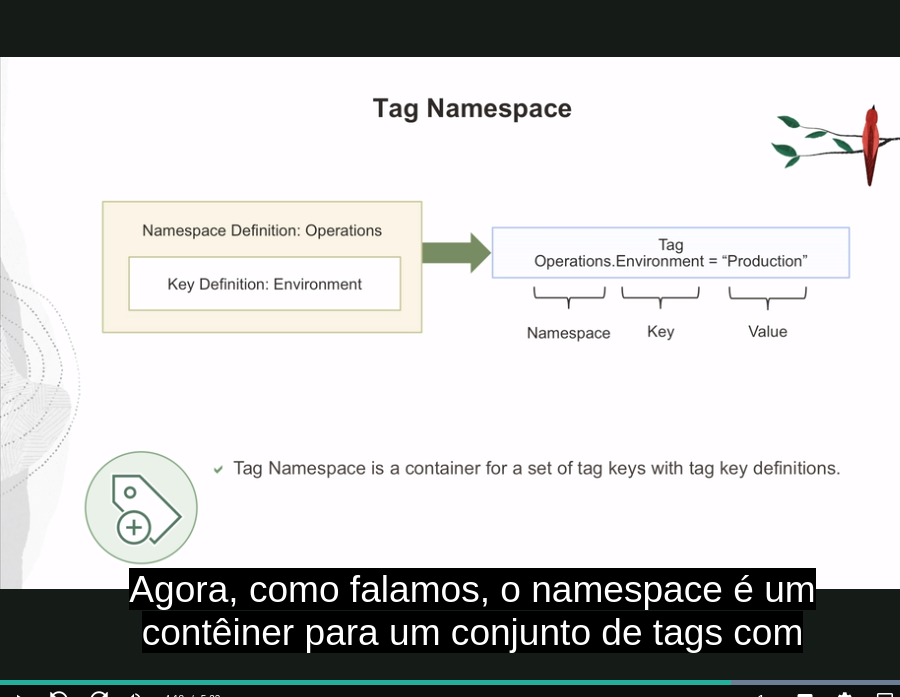 Tag Namespace
Namespace Definition: Operations
Key Definition: Environment
Tag
Operations.Environment = “Production”
Namespace
Key
Value
Tag Namespace is a container for a set of tag keys with tag key definitions.
Agora, como falamos, o namespace é um
contêiner para um conjunto de tags com